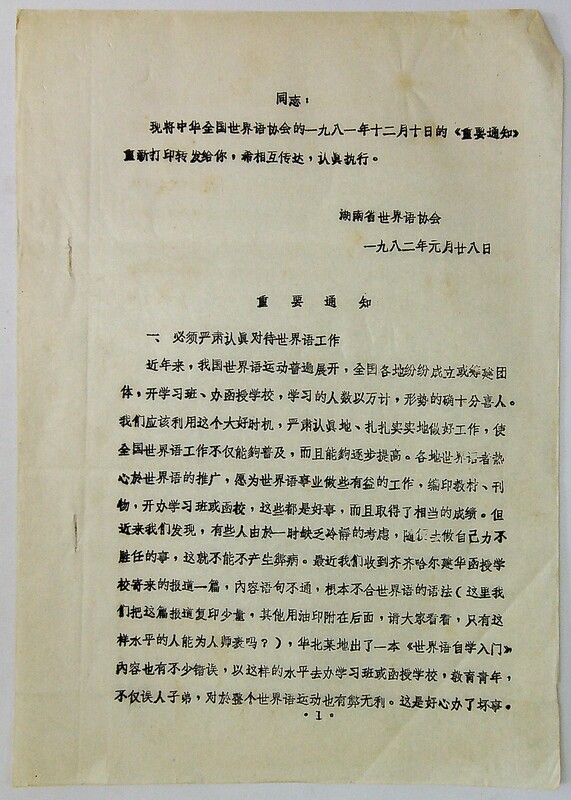 同志：
现将中华全国世界语协会的一九八一年十二月十日的《重要通知》
重新打印转发给你，希相互传达，认眞执行。
湖南省世界语协会
一九八二年元月廿八日
重要通知
一、必须严肃认眞对待世界语工作
近年来，我国世界语运动普遍展开，全国各地纷纷成立或筹建团
体，开学习班、办函授学校，学习的人数以万计，形势的确十分喜人。
我们应该利用这个大好时机，严肃认眞地、扎扎实实地做好工作，使
全国世界语工作不仅能夠普及，而且能夠逐步提高。各地世界语者热
心於世界语的推广，愿为世界语事业做些有益的工作，编印教材、刊
物，开办学习班或函校，这些都是好事，而且取得了相当的成绩。但
近来我们发现，有些人由於一时缺乏冷静的考虑，随便去做自己力不
胜任的事，这就不能不产生弊病。最近我们收到齐齐哈尔建华函授学
校寄来的报道一篇，內容语句不通，根本不合世界语的语法（这里我
们把这篇报道复印少量，其他用油印附在后面，请大家看看，只有这
样水平的人能为人师表吗？），华北某地出了一本《世界语自学入门》
內容也有不少错误，以这样的水平去办学习班或函授学校，教育青年，
不仅误人子弟，对於整个世界语运动也有弊无利。这是好心办了坏事。
·1·